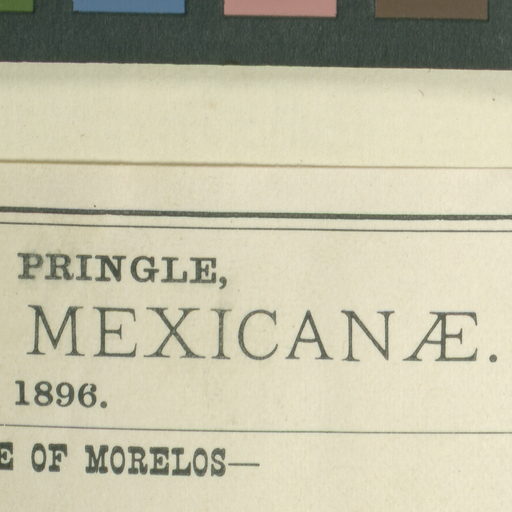 PRINGLE,
MEXICANÆ.
1896.
OF MORELOS—